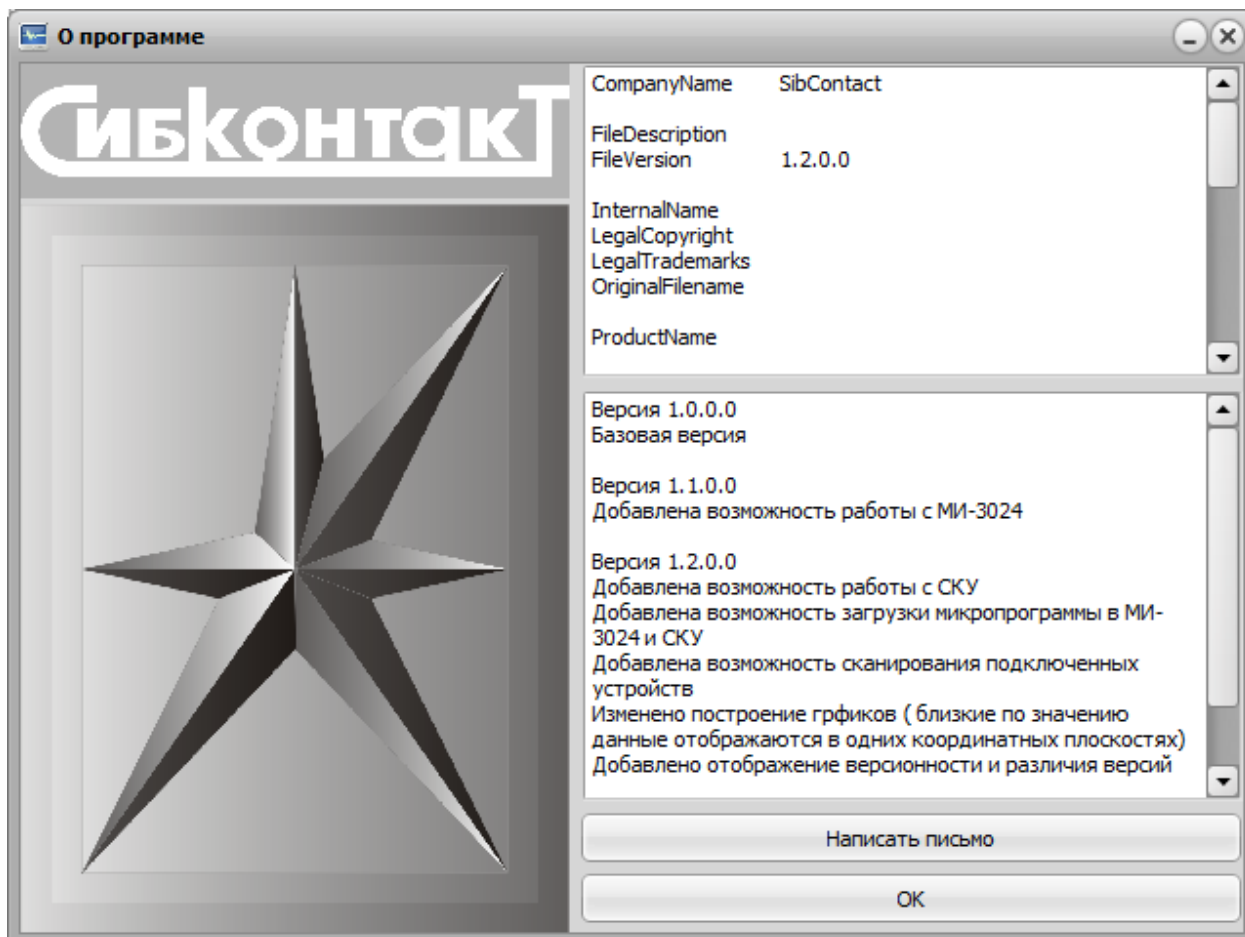 О программе
Сибконтакт
CompanyName SibContact
FileDescription
FileVersion 1.2.0.0
InternalName
LegalCopyright
LegalTrademarks
OriginalFilename
ProductName
Версия 1.0.0.0
Базовая версия
Версия 1.1.0.0
Добавлена возможность работы с МИ-3024
Версия 1.2.0.0
Добавлена возможность работы с СКУ
Добавлена возможность загрузки микропрограммы в МИ-
3024 и СКУ
Добавлена возможность сканирования подключенных
устройств
Изменено построение грфиков ( близкие по значению
данные отображаются в одних координатных плоскостях)
Добавлено отображение версионности и различия версий
Написать письмо
OK